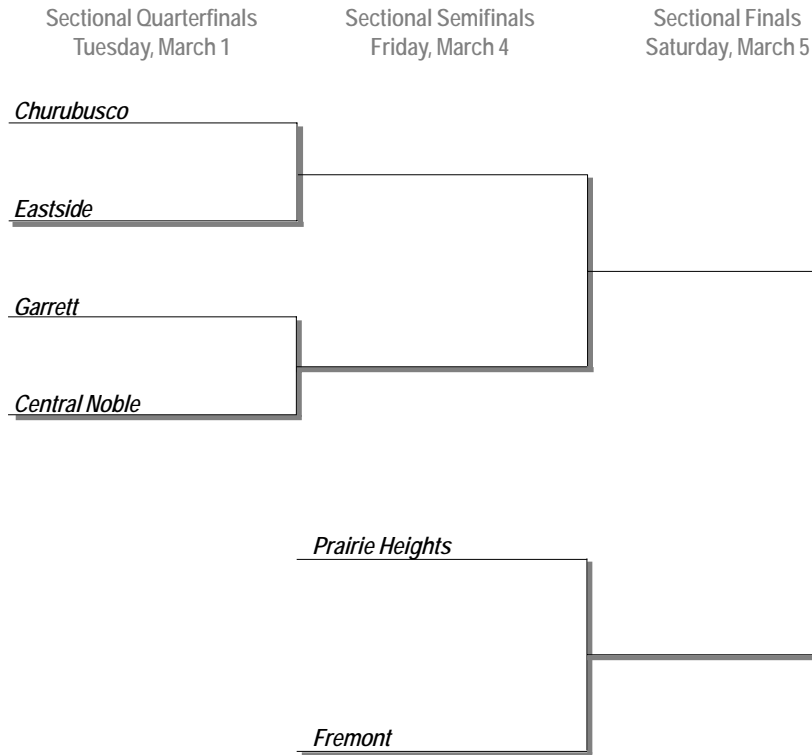 Sectional Quarterfinals
Tuesday, March 1
Sectional Semifinals
Friday, March 4
Sectional Finals
Saturday, March 5
Churubusco
Eastside
Garrett
Central Noble
Prairie Heights
Fremont